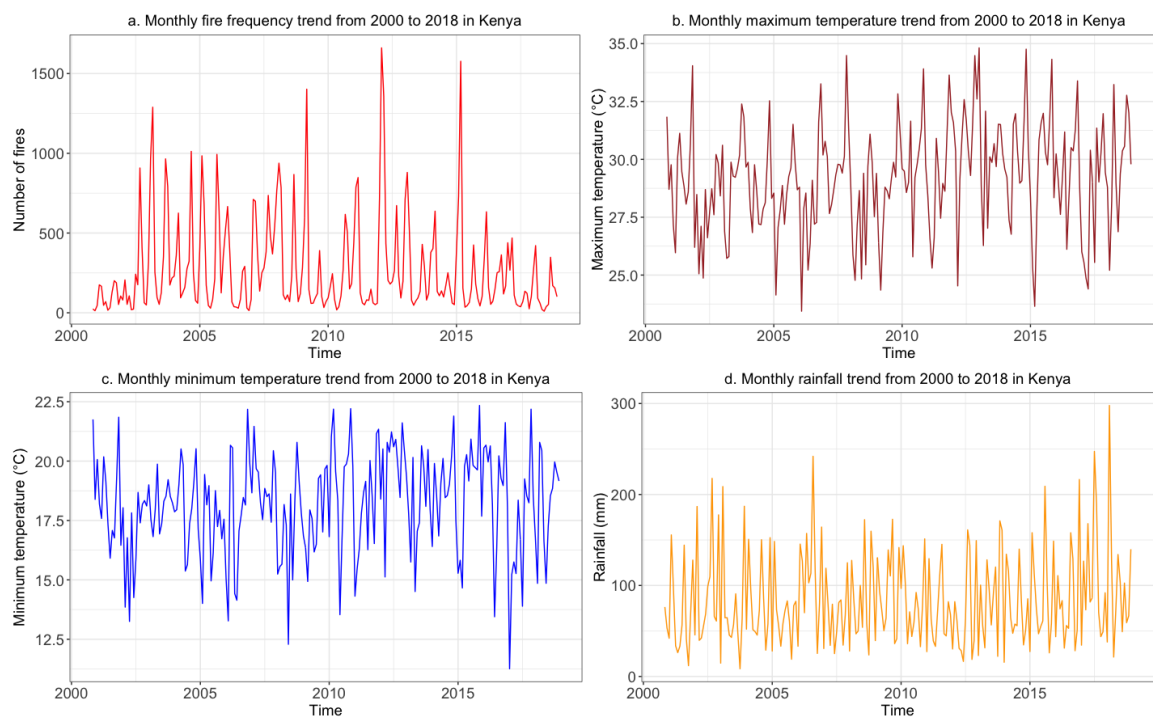 a. Monthly fire frequency trend from 2000 to 2018 in Kenya
Number of fires
1500
1000
500
0
2000
2005
2010
2015
Time
b. Monthly maximum temperature trend from 2000 to 2018 in Kenya
Maximum temperature (°C)
35.0
32.5
30.0
27.5
25.0
2000
2005
2010
2015
Time
c. Monthly minimum temperature trend from 2000 to 2018 in Kenya
Minimum temperature (°C)
22.5
20.0
17.5
15.0
12.5
2000
2005
2010
2015
Time
d. Monthly rainfall trend from 2000 to 2018 in Kenya
Rainfall (mm)
300
200
100
0
2000
2005
2010
2015
Time